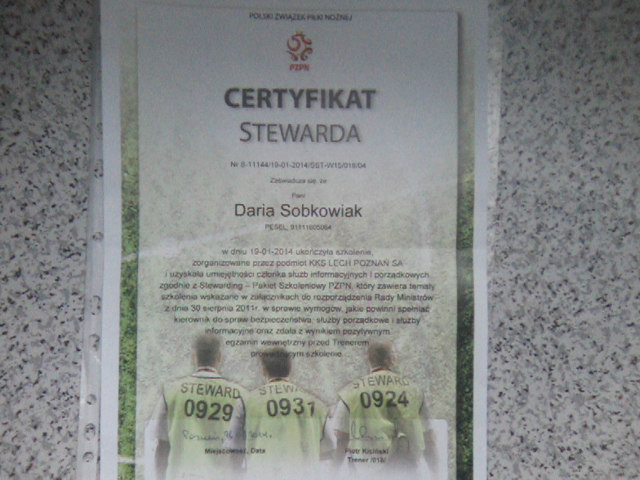 POLSKI ZWIĄZEK PIŁKI NOŻNEJ
PZPN
CERTYFIKAT
STEWARDA
Zaświadcza się, że
Pani
Daria Sobkowiak
w dniu 19-01-2014 ukończyła szkolenie,
zorganizowane przez podmiot KKS LECH POZNAŃ SA
i uzyskała umiejętności członka służb informacyjnych i porządkowych
zgodnie z Stewarding – Pakiet Szkoleniowy PZPN, który zawiera tematy
szkolenia wykazane w załącznikach do rozporządzenia Rady Ministrów
z dnia 30 sierpnia 2011r. w sprawie wymogów, jakie powinni spełniać
kierownik do spraw bezpieczeństwa, służby porządkowe i służby
informacyjne oraz zdała z wynikiem pozytywnym
egzamin wewnętrzny przed Trenerem
prowadzącym szkolenie.
STEWARD STEWARD STEWARD
0929 0931 0924
Miejscowość, Data
Piotr Kiciński
Trener